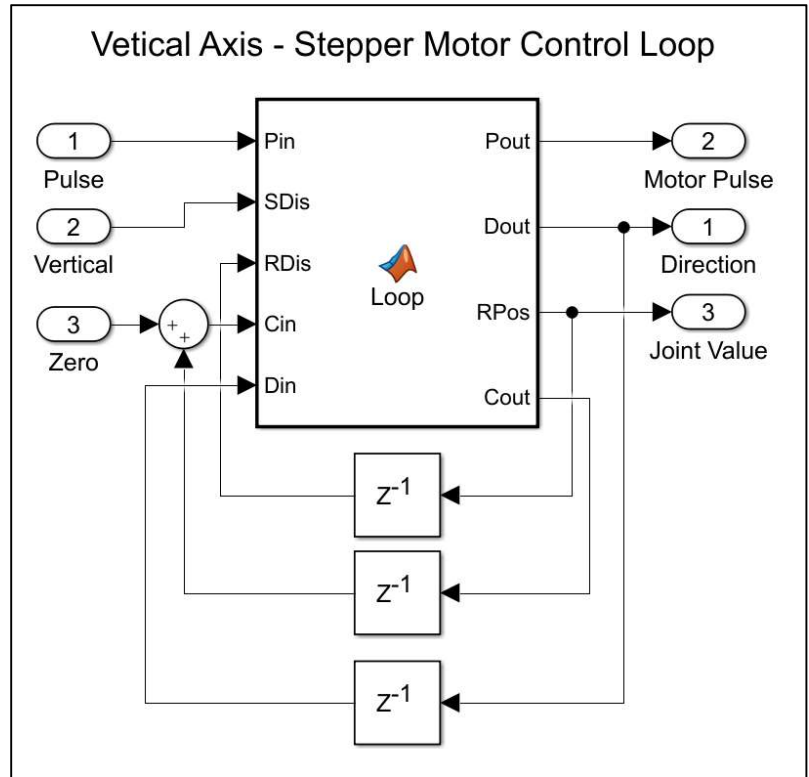 Vetical Axis - Stepper Motor Control Loop
1
Pulse
2
Vertical
3
Zero
+
+
Pin
SDis
RDis
Cin
Din
Loop
Pout
Dout
RPos
Cout
2
Motor Pulse
1
Direction
3
Joint Value
z-1
z-1
z-1